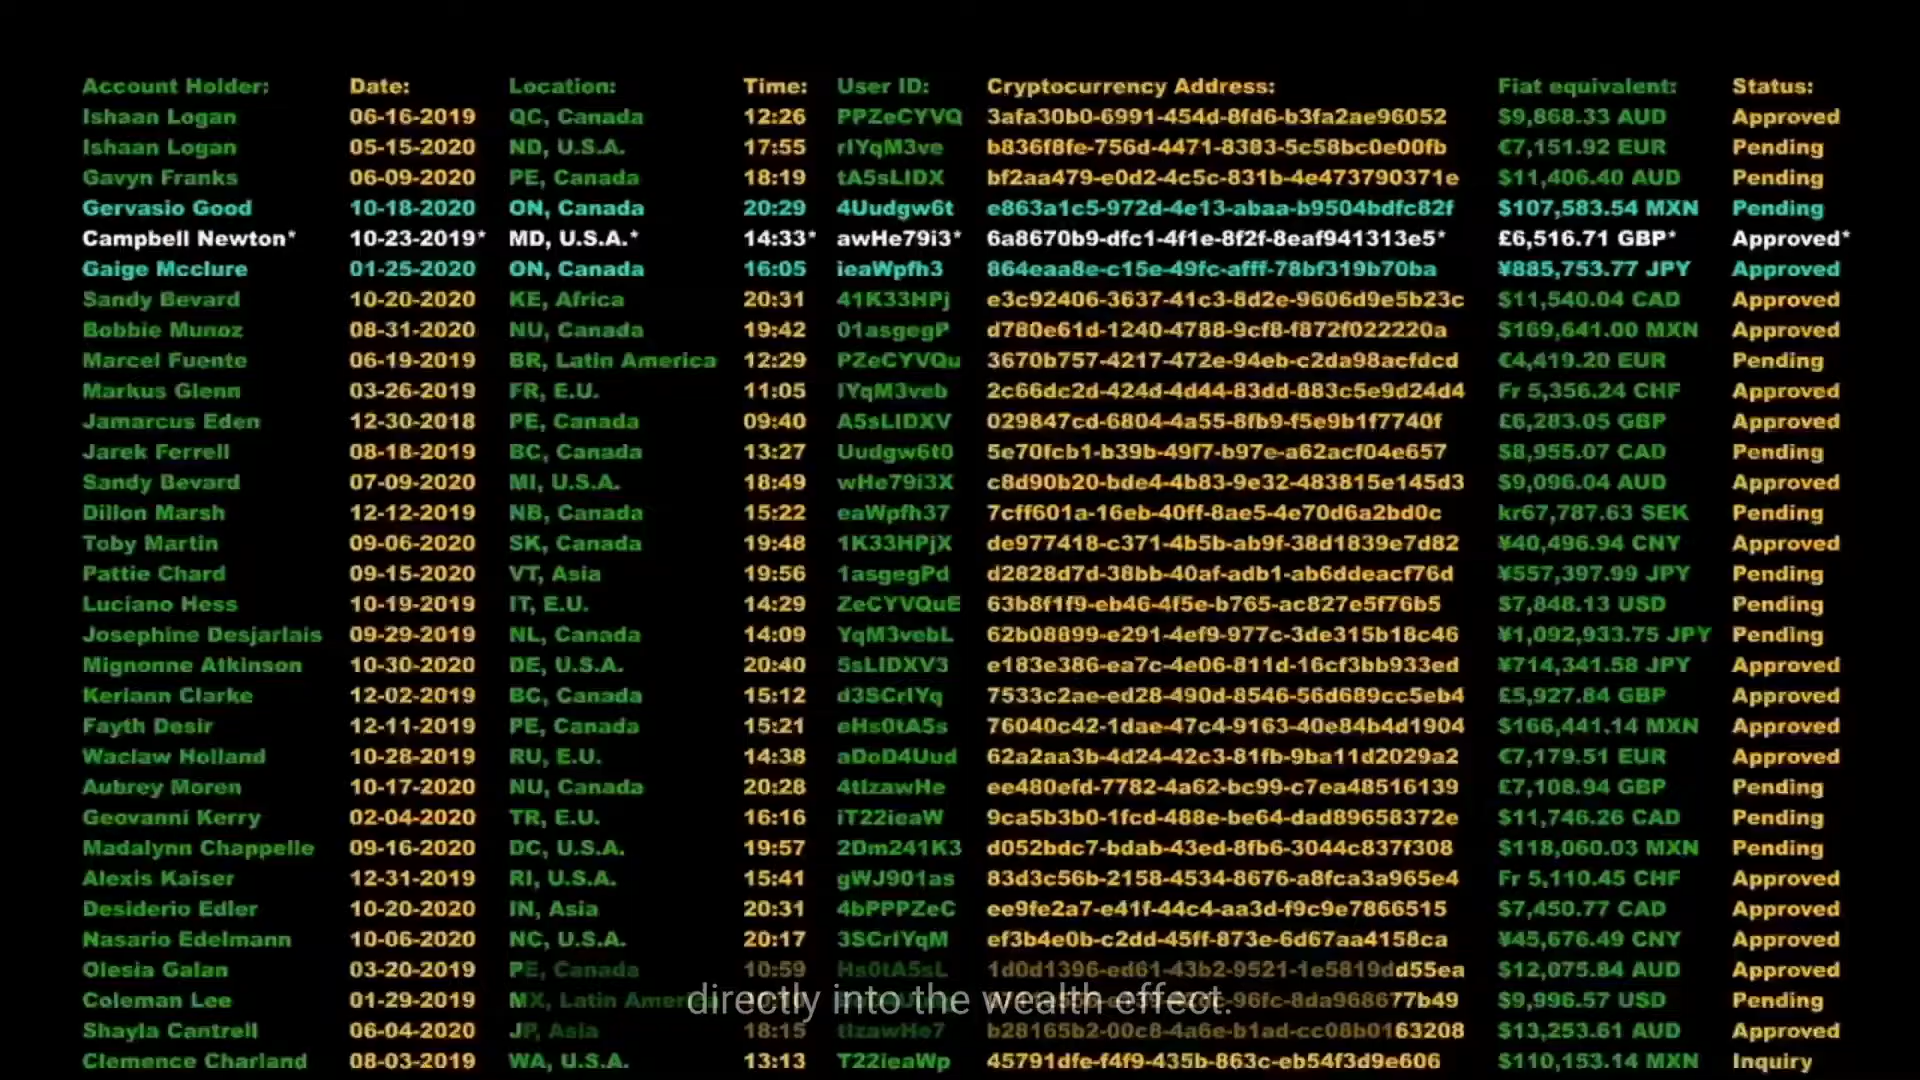 Account Holder: Date: Location: Time: User ID: Cryptocurrency Address: Fiat equivalent: Status:
Ishaan Logan 06-16-2019 QC, Canada 12:26 PPZeCYVQ 3afa30b0-6991-454d-8fd6-b3fa2ae96052 $9,868.33 AUD Approved
Ishaan Logan 05-15-2020 ND, U.S.A. 17:55 rIYqM3ve b836f8fe-756d-4471-8383-5c58bc0e00fb €7,151.92 EUR Pending
Gavyn Franks 06-09-2020 PE, Canada 18:19 tA5sLIDX bf2aa479-e0d2-4c5c-831b-4e473790371e $11,406.40 AUD Pending
Gervasio Good 10-18-2020 ON, Canada 20:29 4Uudgw6t e863a1c5-972d-4e13-abaa-b9504bdfc82f $107,583.54 MXN Pending
Campbell Newton* 10-23-2019* MD, U.S.A.* 14:33* awHe79i3* 6a8670b9-dfc1-4f1e-8f2f-8eaf941313e5* £6,516.71 GBP* Approved*
Gaige Mcclure 01-25-2020 ON, Canada 16:05 ieaWpfh3 864eaa8e-c15e-49fc-afff-78bf319b70ba ¥885,753.77 JPY Approved
Sandy Bevard 10-20-2020 KE, Africa 20:31 41K33HPj e3c92406-3637-41c3-8d2e-9606d9e5b23c $11,540.04 CAD Approved
Bobbie Munoz 08-31-2020 NU, Canada 19:42 01asgegP d780e61d-1240-4788-9cf8-f872f022220a $169,641.00 MXN Approved
Marcel Fuente 06-19-2019 BR, Latin America 12:29 PZeCYVQu 3670b757-4217-472e-94eb-c2da98acfdcd €4,419.20 EUR Pending
Markus Glenn 03-26-2019 FR, E.U. 11:05 IYqM3veb 2c66dc2d-424d-4d44-83dd-883c5e9d24d4 Fr 5,356.24 CHF Approved
Jamarcus Eden 12-30-2018 PE, Canada 09:40 A5sLIDXV 029847cd-6804-4a55-8fb9-f5e9b1f7740f £6,283.05 GBP Approved
Jarek Ferrell 08-18-2019 BC, Canada 13:27 Uudgw6t0 5e70fcb1-b39b-49f7-b97e-a62acf04e657 $8,955.07 CAD Pending
Sandy Bevard 07-09-2020 MI, U.S.A. 18:49 wHe79i3X c8d90b20-bde4-4b83-9e32-483815e145d3 $9,096.04 AUD Approved
Dillon Marsh 12-12-2019 NB, Canada 15:22 eaWpfh37 7cff601a-16eb-40ff-8ae5-4e70d6a2bd0c kr67,787.63 SEK Pending
Toby Martin 09-06-2020 SK, Canada 19:48 1K33HPjX de977418-c371-4b5b-ab9f-38d1839e7d82 ¥40,496.94 CNY Approved
Pattie Chard 09-15-2020 VT, Asia 19:56 1asgegPd d2828d7d-38bb-40af-adb1-ab6ddeacf76d ¥557,397.99 JPY Pending
Luciano Hess 10-19-2019 IT, E.U. 14:29 ZeCYVQuE 63b8f1f9-eb46-4f5e-b765-ac827e5f76b5 $7,848.13 USD Pending
Josephine Desjarlais 09-29-2019 NL, Canada 14:09 YqM3vebL 62b08899-e291-4ef9-977c-3de315b18c46 ¥1,092,933.75 JPY Pending
Mignonne Atkinson 10-30-2020 DE, U.S.A. 20:40 5sLIDXV3 e183e386-ea7c-4e06-811d-16cf3bb933ed ¥714,341.58 JPY Approved
Keriann Clarke 12-02-2019 BC, Canada 15:12 d3SCrIYq 7533c2ae-ed28-490d-8546-56d689cc5eb4 £5,927.84 GBP Approved
Fayth Desir 12-11-2019 PE, Canada 15:21 eHs0tA5s 76040c42-1dae-47c4-9163-40e84b4d1904 $166,441.14 MXN Approved
Waclaw Holland 10-28-2019 RU, E.U. 14:38 aDoD4Uud 62a2aa3b-4d24-42c3-81fb-9ba11d2029a2 €7,179.51 EUR Approved
Aubrey Moren 10-17-2020 NU, Canada 20:28 4tIzawHe ee480efd-7782-4a62-bc99-c7ea48516139 £7,108.94 GBP Pending
Geovanni Kerry 02-04-2020 TR, E.U. 16:16 iT22ieaW 9ca5b3b0-1fcd-488e-be64-dad89658372e $11,746.26 CAD Pending
Madalynn Chappelle 09-16-2020 DC, U.S.A. 19:57 2Dm241K3 d052bdc7-bdab-43ed-8fb6-3044c837f308 $118,060.03 MXN Pending
Alexis Kaiser 12-31-2019 RI, U.S.A. 15:41 gWJ901as 83d3c56b-2158-4534-8676-a8fca3a965e4 Fr 5,110.45 CHF Approved
Desiderio Edler 10-20-2020 IN, Asia 20:31 4bPPPZeC ee9fe2a7-e41f-44c4-aa3d-f9c9e7866515 $7,450.77 CAD Approved
Nasario Edelmann 10-06-2020 NC, U.S.A. 20:17 3SCrIYqM ef3b4e0b-c2dd-45ff-873e-6d67aa4158ca ¥45,676.49 CNY Approved
Olesia Galan 03-20-2019 PE, Canada 10:59 Hs0tA5sL 1d0d1396-ed61-43b2-9521-1e5819dd55ea $12,075.84 AUD Approved
Coleman Lee 01-29-2019 MX, Latin $9,996.57 USD Pending
directly into the wealth effect.
Shayla Cantrell 06-04-2020 JP, Asia 18:15 tIzawHe7 b28165b2-00c8-4a6e-b1ad-cc08b0163208 $13,253.61 AUD Approved
Clemence Charland 08-03-2019 WA, U.S.A. 13:13 T22ieaWp 45791dfe-f4f9-435b-863c-eb54f3d9e606 $110,153.14 MXN Inquiry